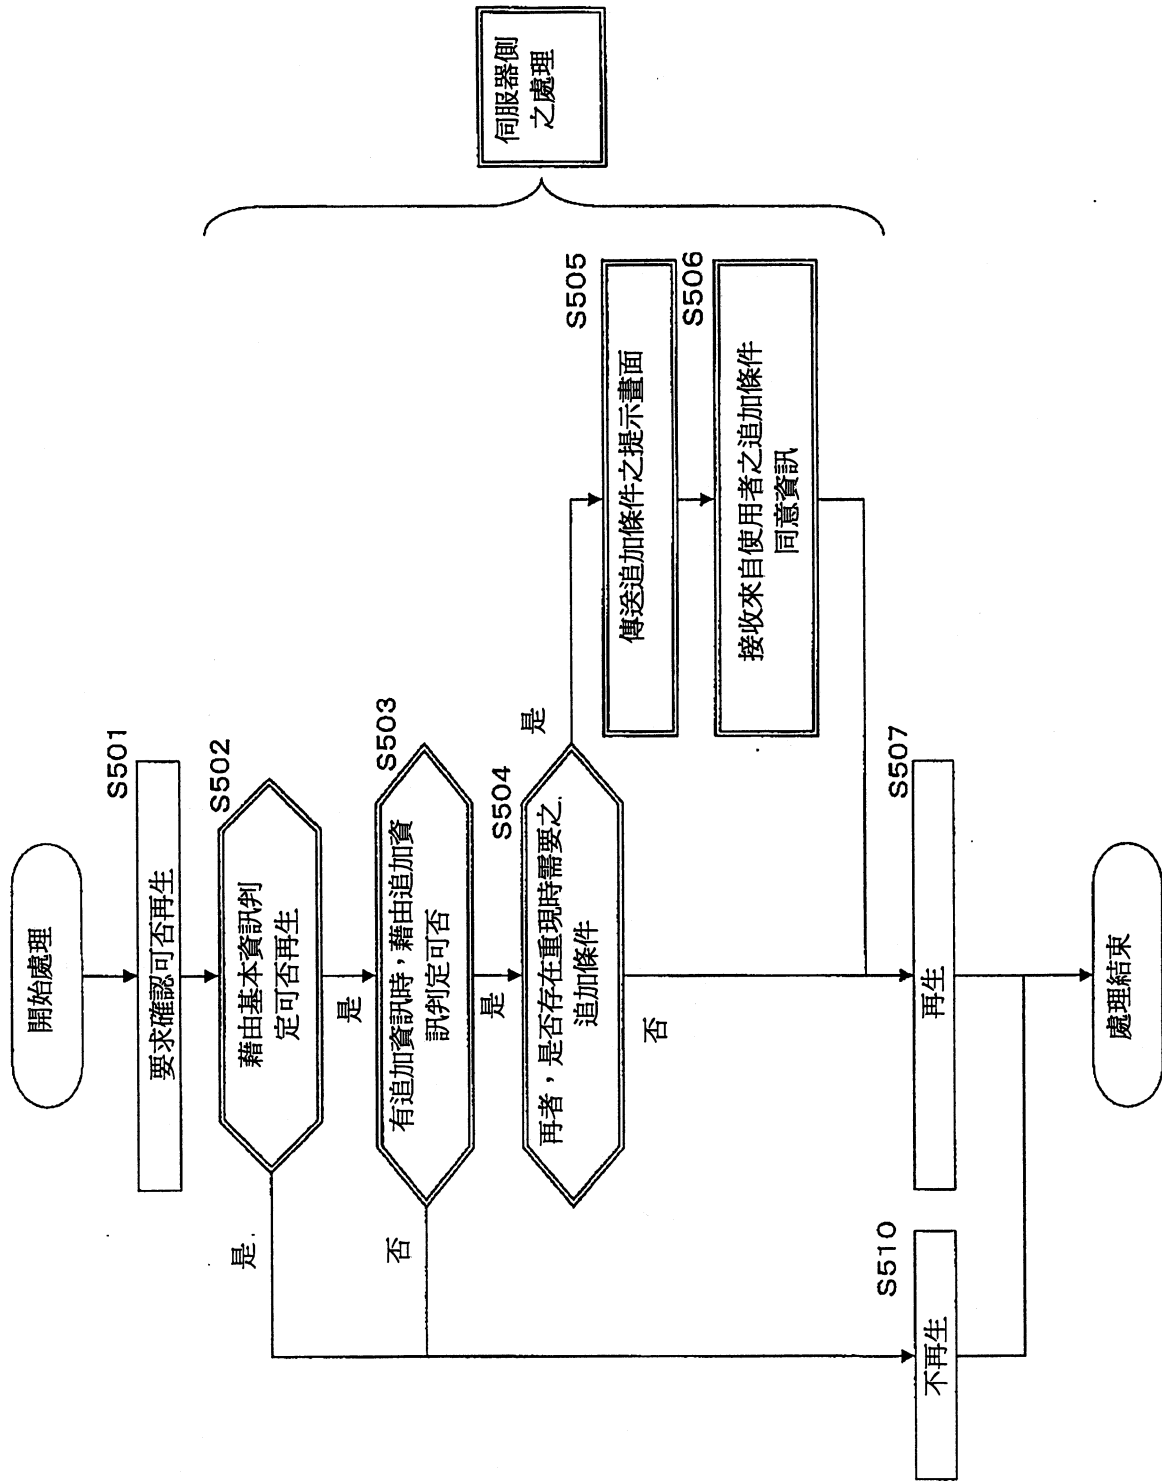 開始處理
S501
要求確認可否再生
S502
藉由基本資訊判
定可否再生
是
是
S503
有追加資訊時，藉由追加資
訊判定可否
是
否
S504
再者，是否存在重現時需要之
追加條件
是
否
S505
傳送追加條件之提示畫面
S506
接收來自使用者之追加條件
同意資訊
伺服器側
之處理
S507
再生
S510
不再生
處理結束